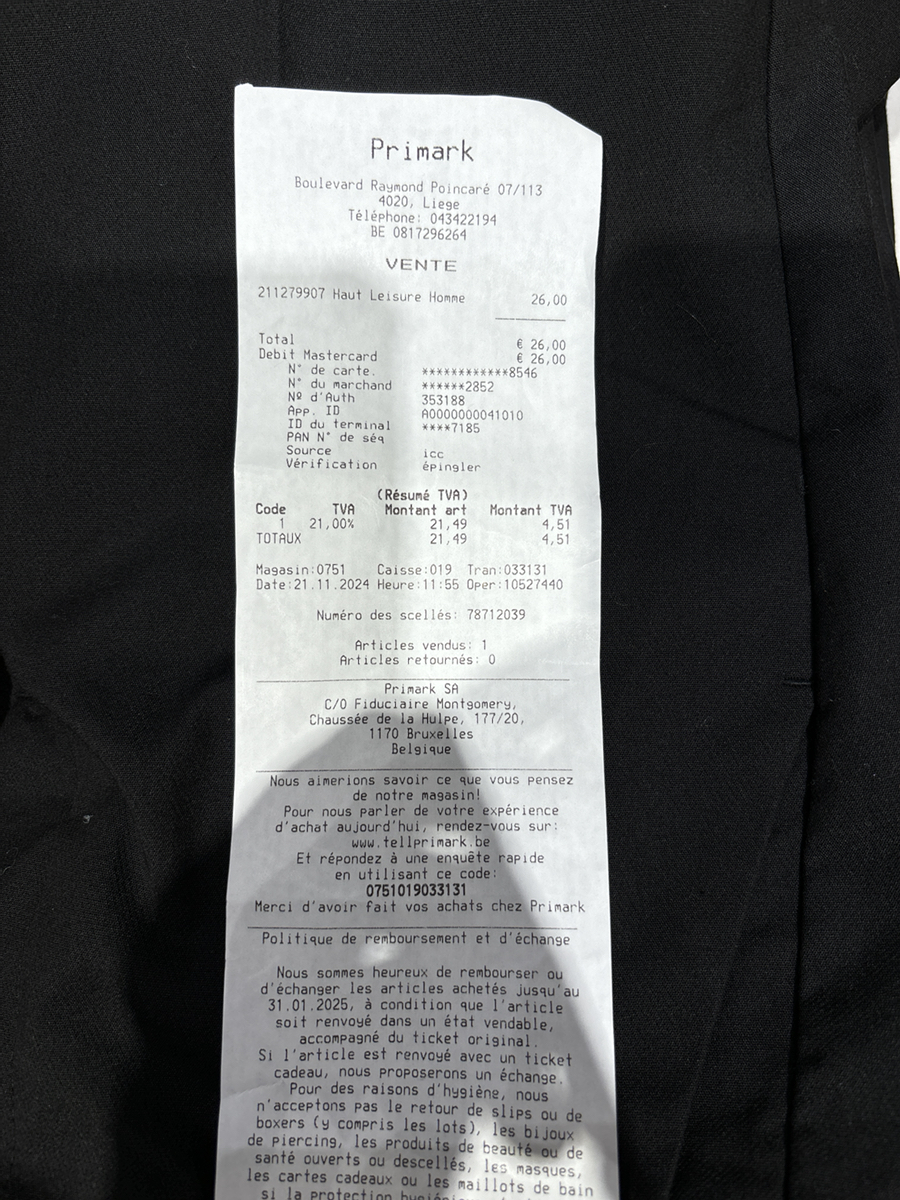 Primark
Boulevard Raymond Poincaré 07/113
4020, Liege
Téléphone: 043422194
BE 0817296264
VENTE
211279907 Haut Leisure Homme 26,00
Total € 26,00
Debit Mastercard € 26,00
N° de carte. ************8546
N° du marchand ******2852
Nº d'Auth 353188
App. ID A0000000041010
ID du terminal ****7185
PAN N° de séq
Source icc
Vérification épingler
(Résumé TVA)
Code TVA Montant art Montant TVA
1 21,00% 21,49 4,51
TOTAUX 21,49 4,51
Magasin:0751 Caisse:019 Tran:033131
Date:21.11.2024 Heure:11:55 Oper:10527440
Numéro des scellés: 78712039
Articles vendus: 1
Articles retournés: 0
Primark SA
C/O Fiduciaire Montgomery,
Chaussée de la Hulpe, 177/20,
1170 Bruxelles
Belgique
Nous aimerions savoir ce que vous pensez
de notre magasin!
Pour nous parler de votre expérience
d'achat aujourd'hui, rendez-vous sur:
www.tellprimark.be
Et répondez à une enquête rapide
en utilisant ce code:
0751019033131
Merci d'avoir fait vos achats chez Primark
Politique de remboursement et d'échange
Nous sommes heureux de rembourser ou
d'échanger les articles achetés jusqu'au
31.01.2025, à condition que l'article
soit renvoyé dans un état vendable,
accompagné du ticket original.
Si l'article est renvoyé avec un ticket
cadeau, nous proposerons un échange.
Pour des raisons d'hygiène, nous
n'acceptons pas le retour de slips ou de
boxers (y compris les lots), les bijoux
de piercing, les produits de beauté ou de
santé ouverts ou descellés, les masques,
les cartes cadeaux ou les maillots de bain
si la protection